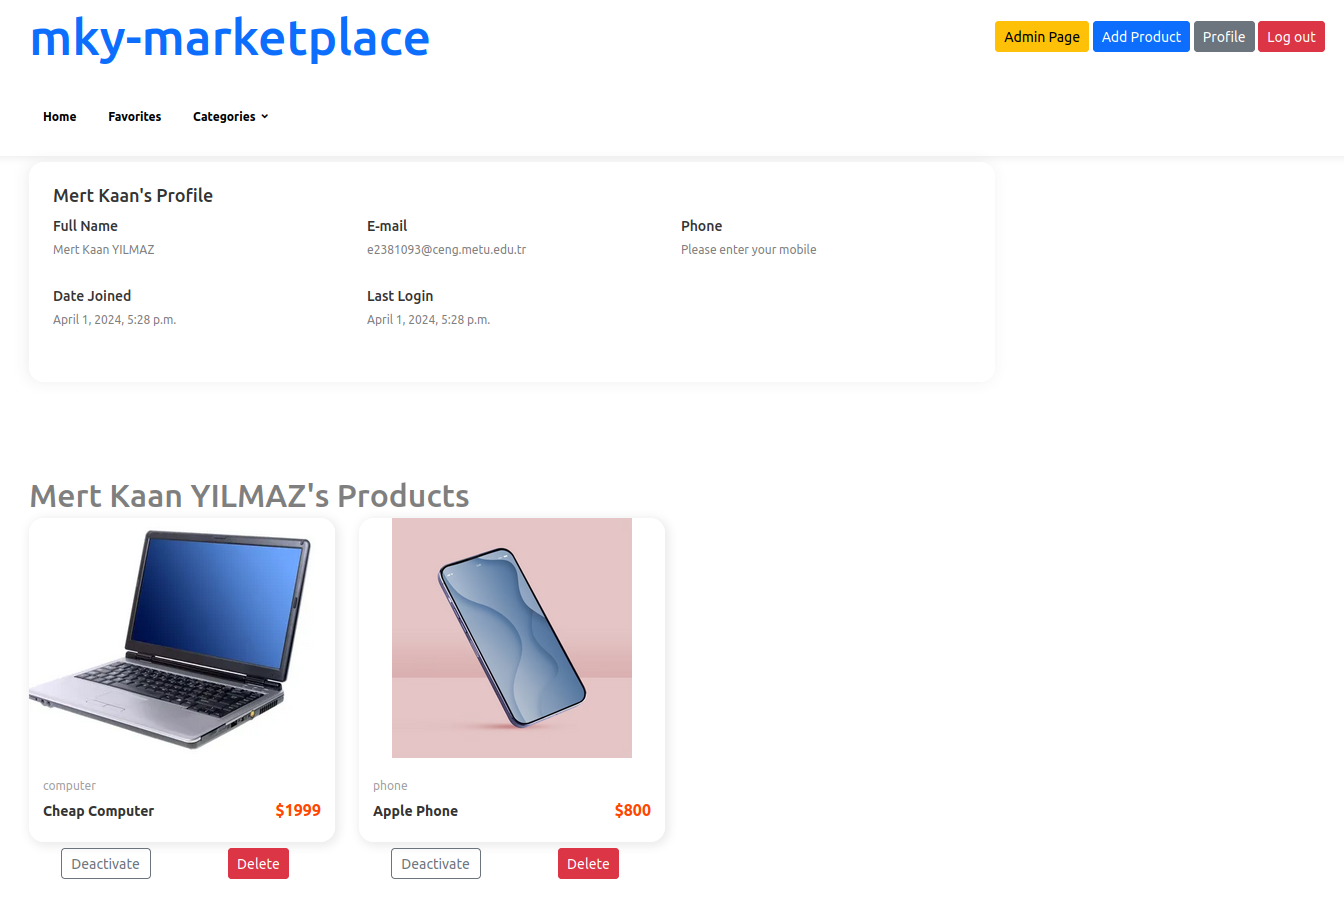 mky-marketplace
Admin Page Add Product Profile Log out
Home Favorites Categories
Mert Kaan's Profile
Full Name E-mail Phone
Mert Kaan YILMAZ e2381093@ceng.metu.edu.tr Please enter your mobile
Date Joined Last Login
April 1, 2024, 5:28 p.m. April 1, 2024, 5:28 p.m.
Mert Kaan YILMAZ's Products
computer phone
Cheap Computer $1999 Apple Phone $800
Deactivate Delete Deactivate Delete